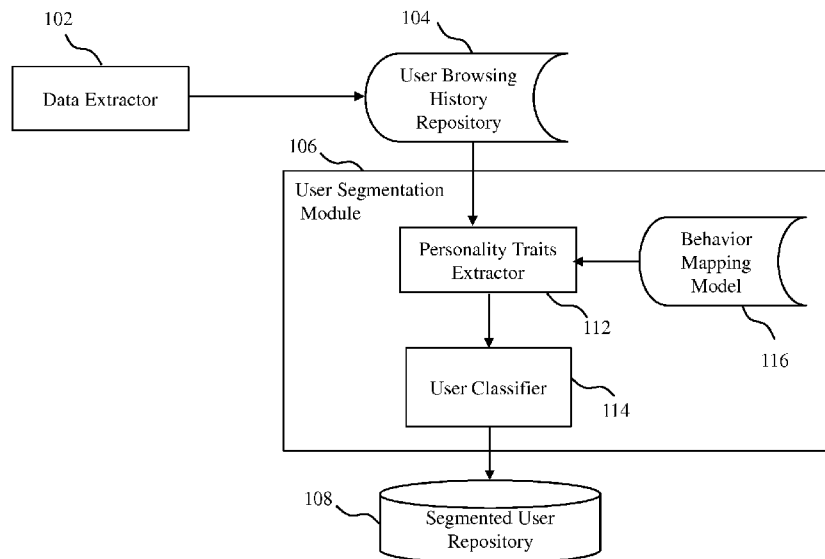 102
104
Data Extractor
User Browsing
History
Repository
106
User Segmentation
Module
Personality Traits
Extractor
Behavior
Mapping
Model
112
116
User Classifier
114
108
Segmented User
Repository